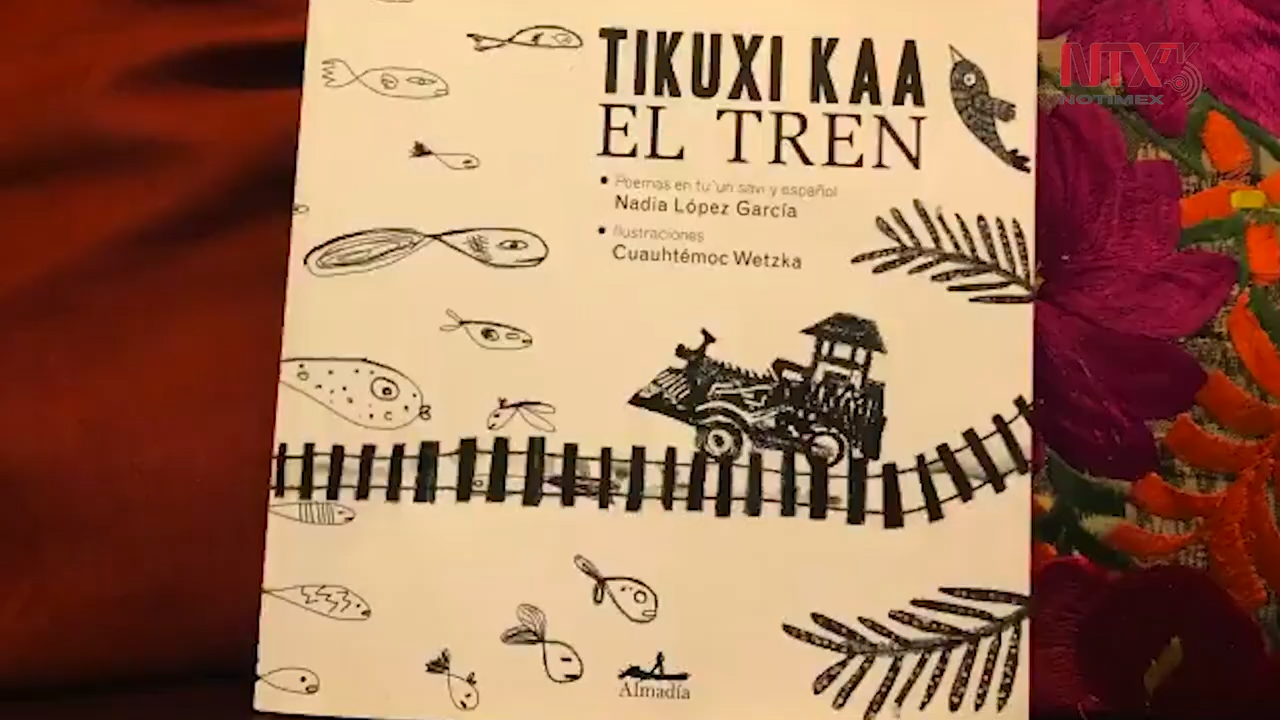 TIKUXI KAA
EL TREN
Poemas en tu'un savi y español
Nadia López García
Ilustraciones
Cuauhtémoc Wetzka
Almadía
NTX TV
NOTIMEX